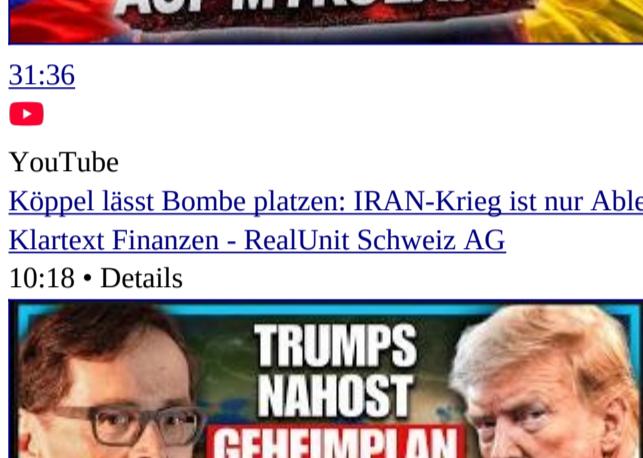 31:36
YouTube
Köppel lässt Bombe platzen: IRAN-Krieg ist nur
Klartext Finanzen - RealUnit Schweiz AG
10:18 • Details
TRUMPS
NAHOST
GEHEIMPLAN